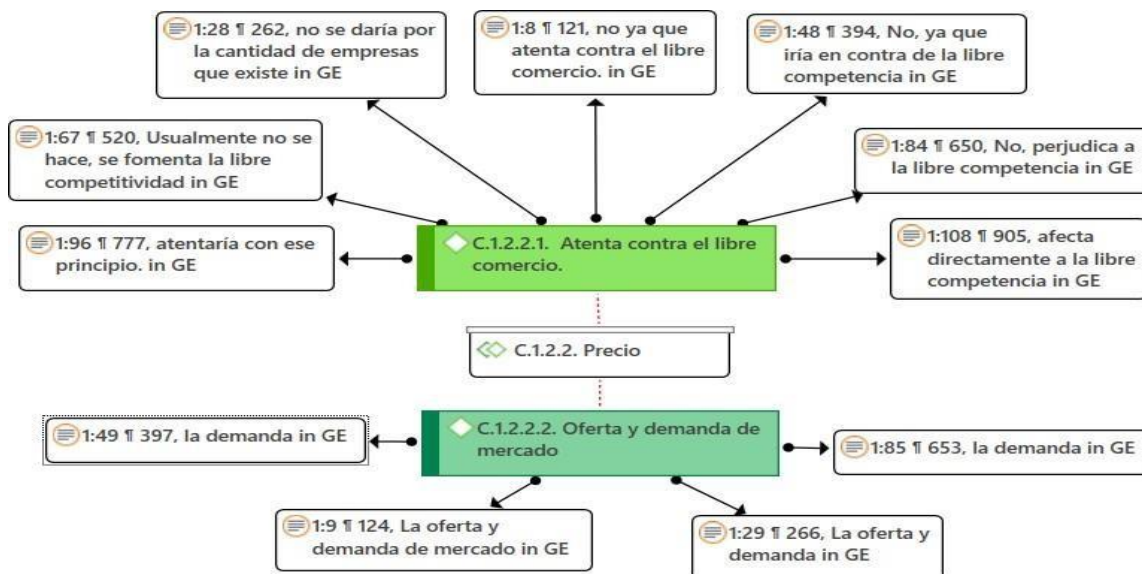 1:28 ¶ 262, no se daría por
la cantidad de empresas
que existe in GE
1:8 ¶ 121, no ya que
atenta contra el libre
comercio. in GE
1:48 ¶ 394, No, ya que
iría en contra de la libre
competencia in GE
1:67 ¶ 520, Usualmente no se
hace, se fomenta la libre
competitividad in GE
1:84 ¶ 650, No, perjudica a
la libre competencia in GE
1:96 ¶ 777, atentaría con ese
principio. in GE
C.1.2.2.1. Atenta contra el libre
comercio.
1:108 ¶ 905, afecta
directamente a la libre
competencia in GE
C.1.2.2. Precio
1:49 ¶ 397, la demanda in GE
C.1.2.2.2. Oferta y demanda de
mercado
1:85 ¶ 653, la demanda in GE
1:9 ¶ 124, La oferta y
demanda de mercado in GE
1:29 ¶ 266, La oferta y
demanda in GE